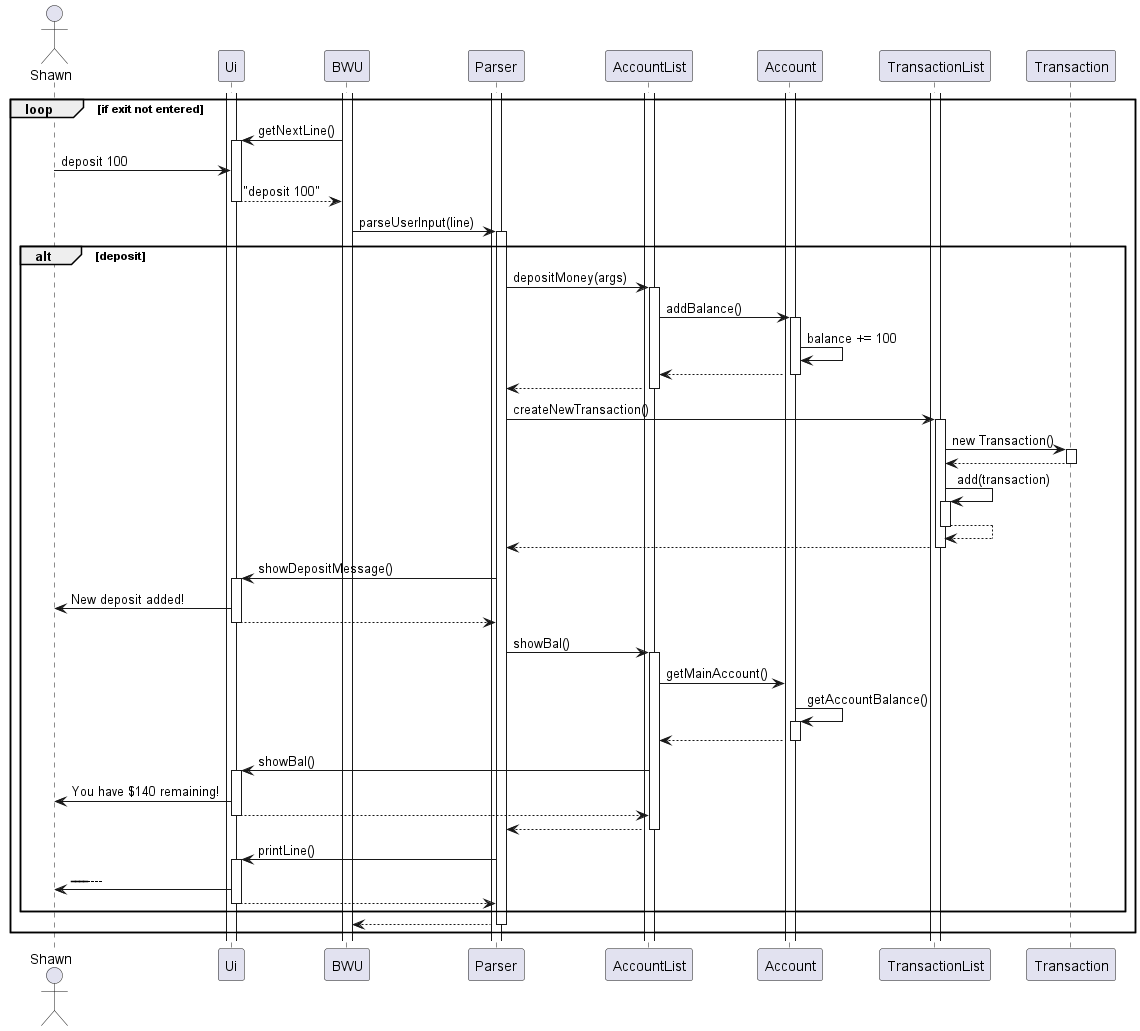 Shawn
Ui BWU Parser AccountList Account TransactionList Transaction
loop [if exit not entered]
getNextLine()
deposit 100
"deposit 100"
parseUserInput(line)
alt [deposit]
depositMoney(args)
addBalance()
balance += 100
createNewTransaction()
new Transaction()
add(transaction)
showDepositMessage()
New deposit added!
showBal()
getMainAccount()
getAccountBalance()
showBal()
You have $140 remaining!
printLine()
Shawn
Ui BWU Parser AccountList Account TransactionList Transaction